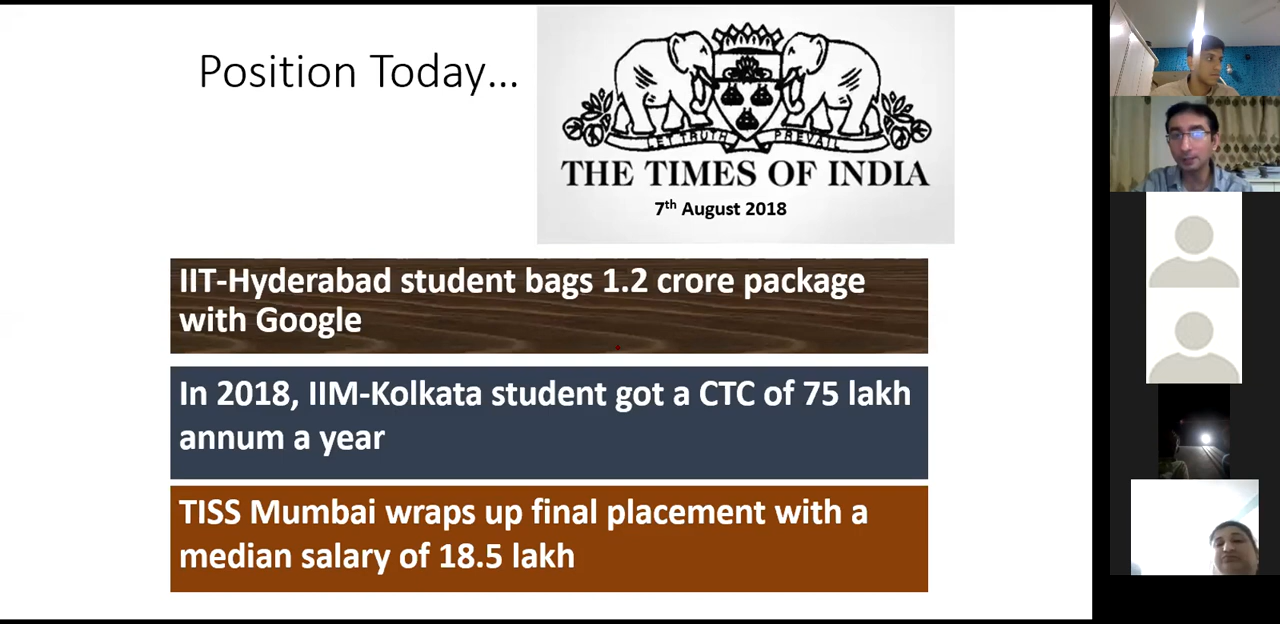 Position Today...
LET TRUTH PREVAIL
THE TIMES OF INDIA
7th August 2018
IIT-Hyderabad student bags 1.2 crore package
with Google
In 2018, IIM-Kolkata student got a CTC of 75 lakh
annum a year
TISS Mumbai wraps up final placement with a
median salary of 18.5 lakh